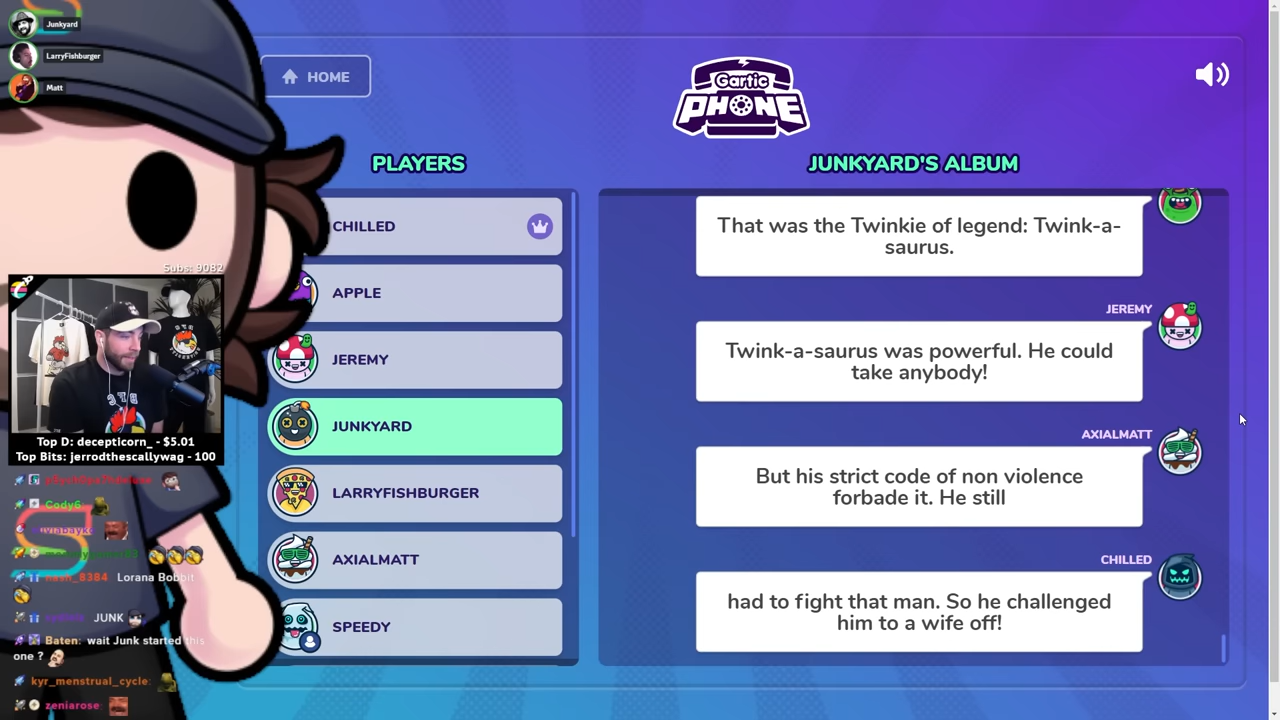 Junkyard
LarryFishburger
Matt
HOME
Gartic
PHONE
PLAYERS
CHILLED
APPLE
JEREMY
JUNKYARD
LARRYFISHBURGER
AXIALMATT
SPEEDY
JUNKYARD'S ALBUM
That was the Twinkie of legend: Twink-a-
saurus.
JEREMY
Twink-a-saurus was powerful. He could
take anybody!
AXIALMATT
But his strict code of non violence
forbade it. He still
CHILLED
had to fight that man. So he challenged
him to a wife off!
Subs: 9082
Top D: decepticorn_ - $5.01
Top Bits: jerrodthescallywag - 100
Cody6:
nash_8384 Lorana Bobbit
JUNK
Baten: wait Junk started this
one ?
kyr_menstrual_cycle:
zeniarose: